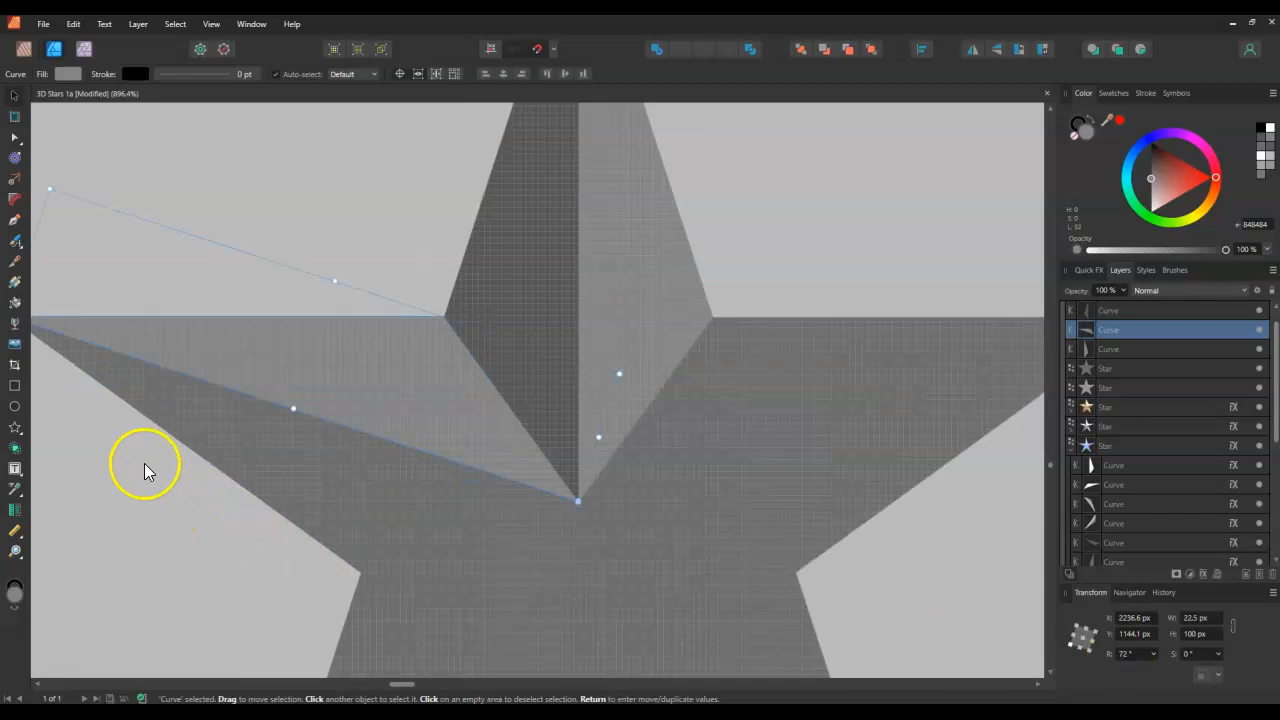 File Edit Text Layer Select View Window Help
Curve Fill: Stroke: 0 pt Auto-select: Default
3D Stars 1a [Modified] (896.4%)
Color Swatches Stroke Symbols
H: 0
S: 0
L: 52
848484
Opacity
100 %
Quick FX Layers Styles Brushes
Opacity: 100 % Normal
Curve
Curve
Curve
Star
Star
Star
Star
Star
Curve
Curve
Curve
Curve
Curve
Curve
Transform Navigator History
X: 2236.6 px W: 22.5 px
Y: 1144.1 px H: 100 px
R: 72 ° S: 0 °
1 of 1 'Curve' selected. Drag to move selection. Click another object to select it. Click on an empty area to deselect selection. Return to enter move/duplicate values.